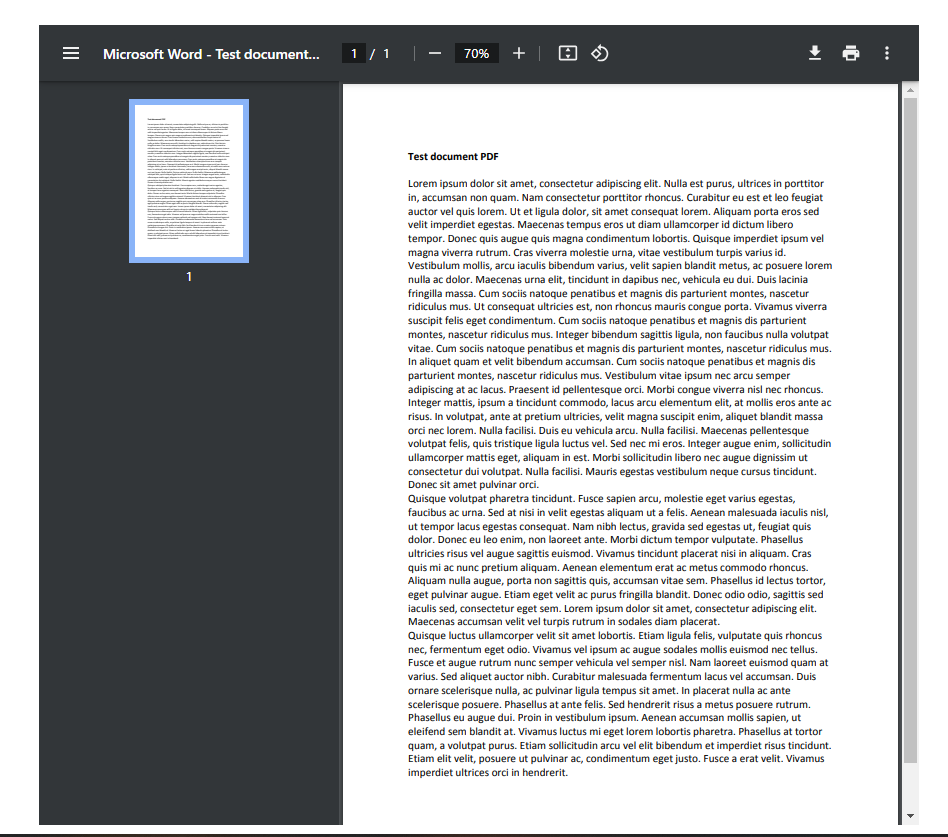 Microsoft Word - Test document...
1 / 1
70%
1
Test document PDF
Lorem ipsum dolor sit amet, consectetur adipiscing elit. Nulla est purus, ultrices in porttitor
in, accumsan non quam. Nam consectetur porttitor rhoncus. Curabitur eu est et leo feugiat
auctor vel quis lorem. Ut et ligula dolor, sit amet consequat lorem. Aliquam porta eros sed
velit imperdiet egestas. Maecenas tempus eros ut diam ullamcorper id dictum libero
tempor. Donec quis augue quis magna condimentum lobortis. Quisque imperdiet ipsum vel
magna viverra rutrum. Cras viverra molestie urna, vitae vestibulum turpis varius id.
Vestibulum mollis, arcu iaculis bibendum varius, velit sapien blandit metus, ac posuere lorem
nulla ac dolor. Maecenas urna elit, tincidunt in dapibus nec, vehicula eu dui. Duis lacinia
fringilla massa. Cum sociis natoque penatibus et magnis dis parturient montes, nascetur
ridiculus mus. Ut consequat ultricies est, non rhoncus mauris congue porta. Vivamus viverra
suscipit felis eget condimentum. Cum sociis natoque penatibus et magnis dis parturient
montes, nascetur ridiculus mus. Integer bibendum sagittis ligula, non faucibus nulla volutpat
vitae. Cum sociis natoque penatibus et magnis dis parturient montes, nascetur ridiculus mus.
In aliquet quam et velit bibendum accumsan. Cum sociis natoque penatibus et magnis dis
parturient montes, nascetur ridiculus mus. Vestibulum vitae ipsum nec arcu semper
adipiscing at ac lacus. Praesent id pellentesque orci. Morbi congue viverra nisl nec rhoncus.
Integer mattis, ipsum a tincidunt commodo, lacus arcu elementum elit, at mollis eros ante ac
risus. In volutpat, ante at pretium ultricies, velit magna suscipit enim, aliquet blandit massa
orci nec lorem. Nulla facilisi. Duis eu vehicula arcu. Nulla facilisi. Maecenas pellentesque
volutpat felis, quis tristique ligula luctus vel. Sed nec mi eros. Integer augue enim, sollicitudin
ullamcorper mattis eget, aliquam in est. Morbi sollicitudin libero nec augue dignissim ut
consectetur dui volutpat. Nulla facilisi. Mauris egestas vestibulum neque cursus tincidunt.
Donec sit amet pulvinar orci.
Quisque volutpat pharetra tincidunt. Fusce sapien arcu, molestie eget varius egestas,
faucibus ac urna. Sed at nisi in velit egestas aliquam ut a felis. Aenean malesuada iaculis nisl,
ut tempor lacus egestas consequat. Nam nibh lectus, gravida sed egestas ut, feugiat quis
dolor. Donec eu leo enim, non laoreet ante. Morbi dictum tempor vulputate. Phasellus
ultricies risus vel augue sagittis euismod. Vivamus tincidunt placerat nisi in aliquam. Cras
quis mi ac nunc pretium aliquam. Aenean elementum erat ac metus commodo rhoncus.
Aliquam nulla augue, porta non sagittis quis, accumsan vitae sem. Phasellus id lectus tortor,
eget pulvinar augue. Etiam eget velit ac purus fringilla blandit. Donec odio odio, sagittis sed
iaculis sed, consectetur eget sem. Lorem ipsum dolor sit amet, consectetur adipiscing elit.
Maecenas accumsan velit vel turpis rutrum in sodales diam placerat.
Quisque luctus ullamcorper velit sit amet lobortis. Etiam ligula felis, vulputate quis rhoncus
nec, fermentum eget odio. Vivamus vel ipsum ac augue sodales mollis euismod nec tellus.
Fusce et augue rutrum nunc semper vehicula vel semper nisl. Nam laoreet euismod quam at
varius. Sed aliquet auctor nibh. Curabitur malesuada fermentum lacus vel accumsan. Duis
ornare scelerisque nulla, ac pulvinar ligula tempus sit amet. In placerat nulla ac ante
scelerisque posuere. Phasellus at ante felis. Sed hendrerit risus a metus posuere rutrum.
Phasellus eu augue dui. Proin in vestibulum ipsum. Aenean accumsan mollis sapien, ut
eleifend sem blandit at. Vivamus luctus mi eget lorem lobortis pharetra. Phasellus at tortor
quam, a volutpat purus. Etiam sollicitudin arcu vel elit bibendum et imperdiet risus tincidunt.
Etiam elit velit, posuere ut pulvinar ac, condimentum eget justo. Fusce a erat velit. Vivamus
imperdiet ultrices orci in hendrerit.